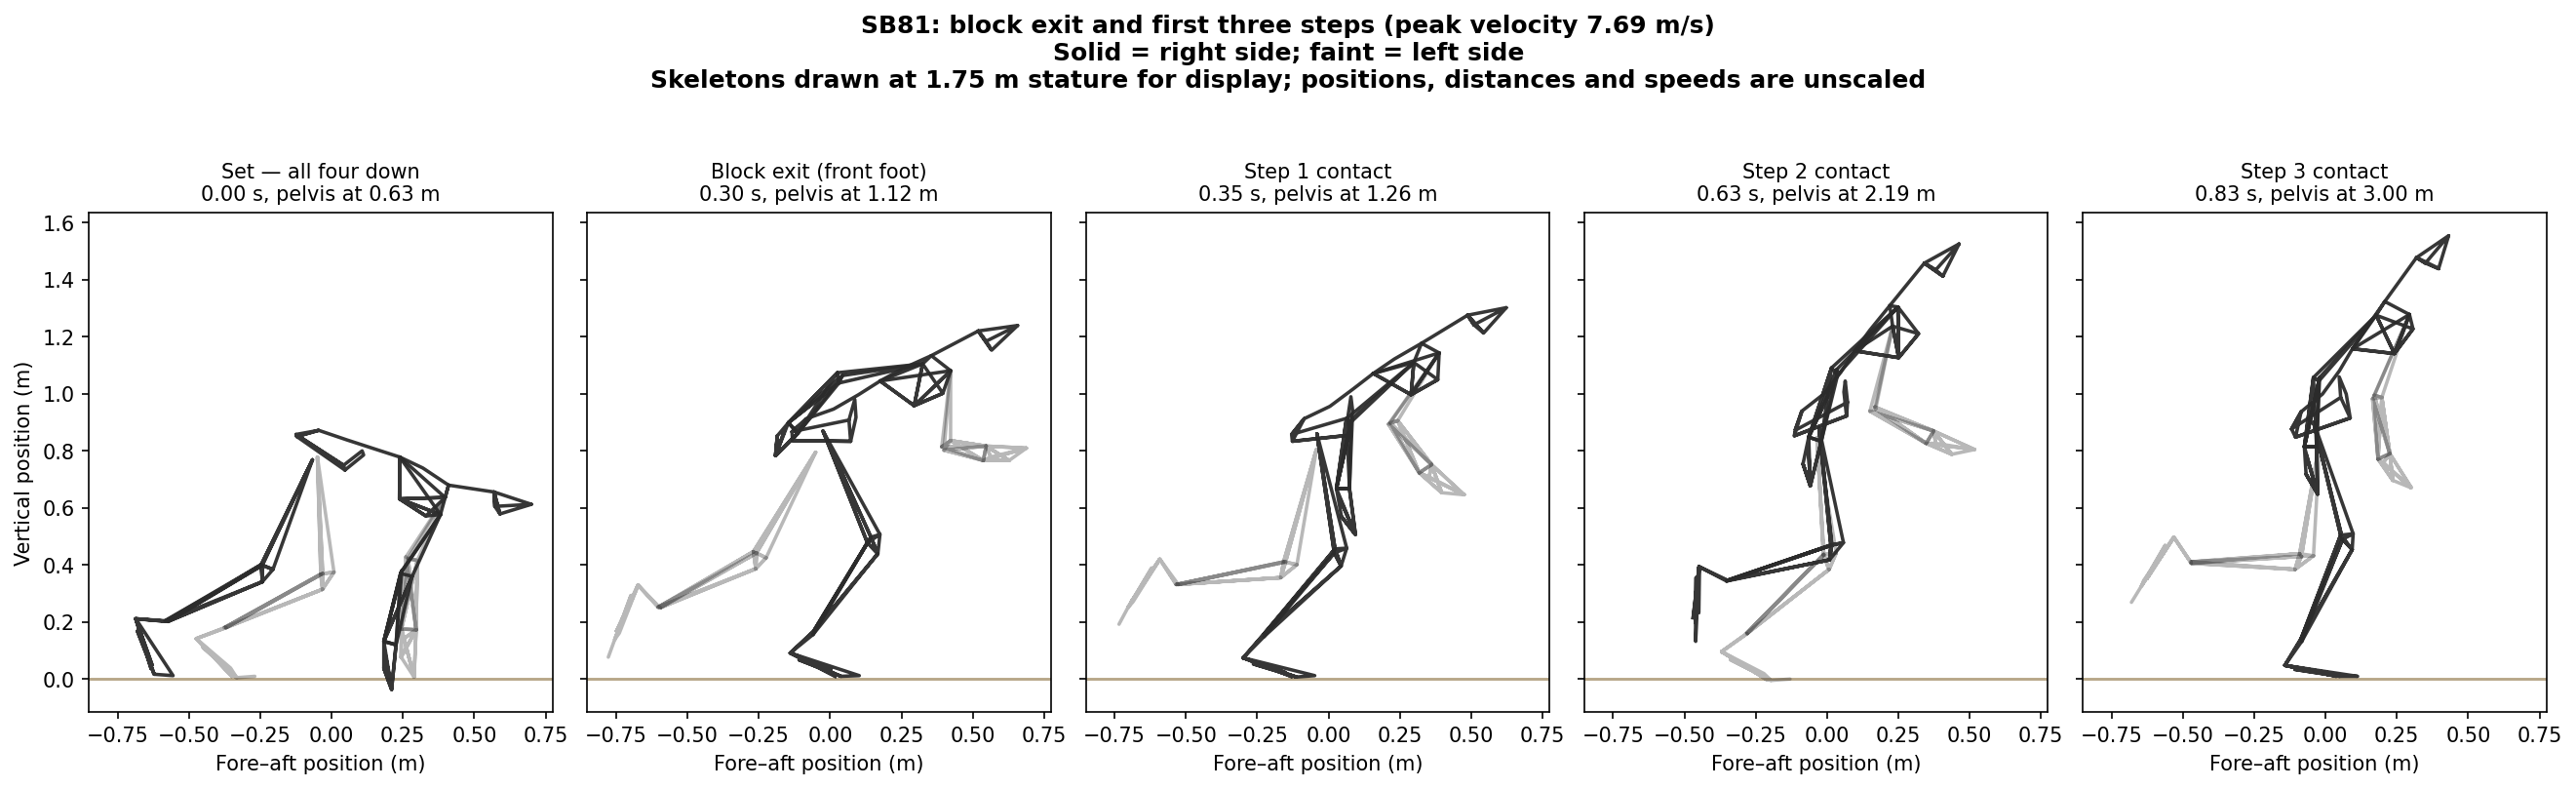 SB81: block exit and first three steps (peak velocity 7.69 m/s)
Solid = right side; faint = left side
Skeletons drawn at 1.75 m stature for display; positions, distances and speeds are unscaled
Set — all four down
0.00 s, pelvis at 0.63 m
Block exit (front foot)
0.30 s, pelvis at 1.12 m
Step 1 contact
0.35 s, pelvis at 1.26 m
Step 2 contact
0.63 s, pelvis at 2.19 m
Step 3 contact
0.83 s, pelvis at 3.00 m
Vertical position (m)
1.6
1.4
1.2
1.0
0.8
0.6
0.4
0.2
0.0
−0.75 −0.50 −0.25 0.00 0.25 0.50 0.75
−0.75 −0.50 −0.25 0.00 0.25 0.50 0.75
−0.75 −0.50 −0.25 0.00 0.25 0.50 0.75
−0.75 −0.50 −0.25 0.00 0.25 0.50 0.75
−0.75 −0.50 −0.25 0.00 0.25 0.50 0.75
Fore–aft position (m)
Fore–aft position (m)
Fore–aft position (m)
Fore–aft position (m)
Fore–aft position (m)